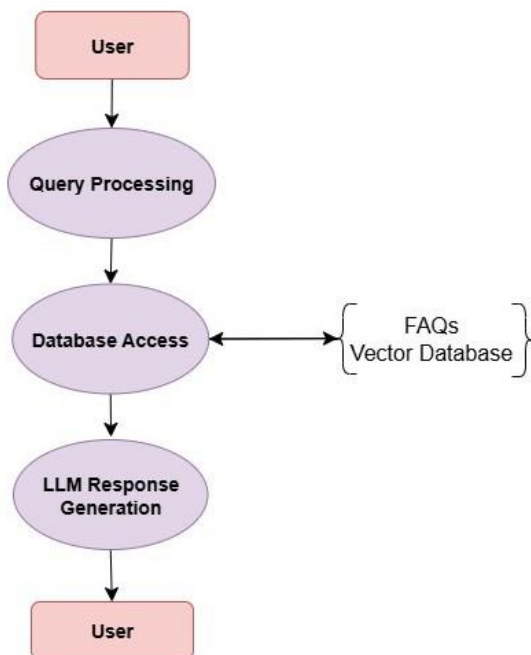 User
Query Processing
Database Access
FAQs
Vector Database
LLM Response
Generation
User